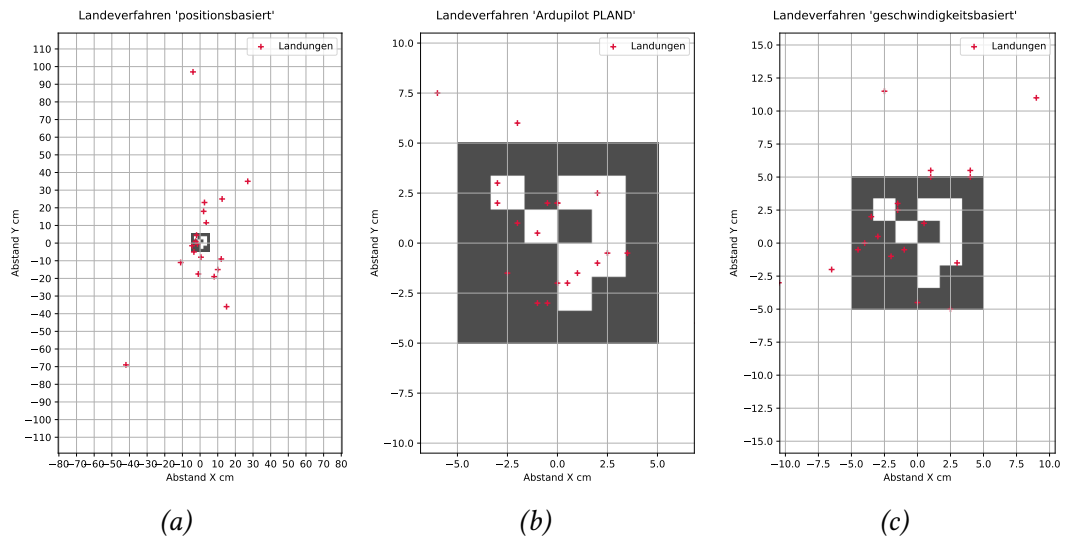 Landeverfahren 'positionsbasiert'
Landungen
110
100
90
80
70
60
50
40
30
20
10
0
−10
−20
−30
−40
−50
−60
−70
−80
−90
−100
−110
Abstand Y cm
−80−70−60−50−40−30−20−10 0 10 20 30 40 50 60 70 80
Abstand X cm
(a)
Landeverfahren 'Ardupilot PLAND'
Landungen
10.0
7.5
5.0
2.5
0.0
−2.5
−5.0
−7.5
−10.0
Abstand Y cm
−5.0 −2.5 0.0 2.5 5.0
Abstand X cm
(b)
Landeverfahren 'geschwindigkeitsbasiert'
Landungen
15.0
12.5
10.0
7.5
5.0
2.5
0.0
−2.5
−5.0
−7.5
−10.0
−12.5
−15.0
Abstand Y cm
−10.0 −7.5 −5.0 −2.5 0.0 2.5 5.0 7.5 10.0
Abstand X cm
(c)